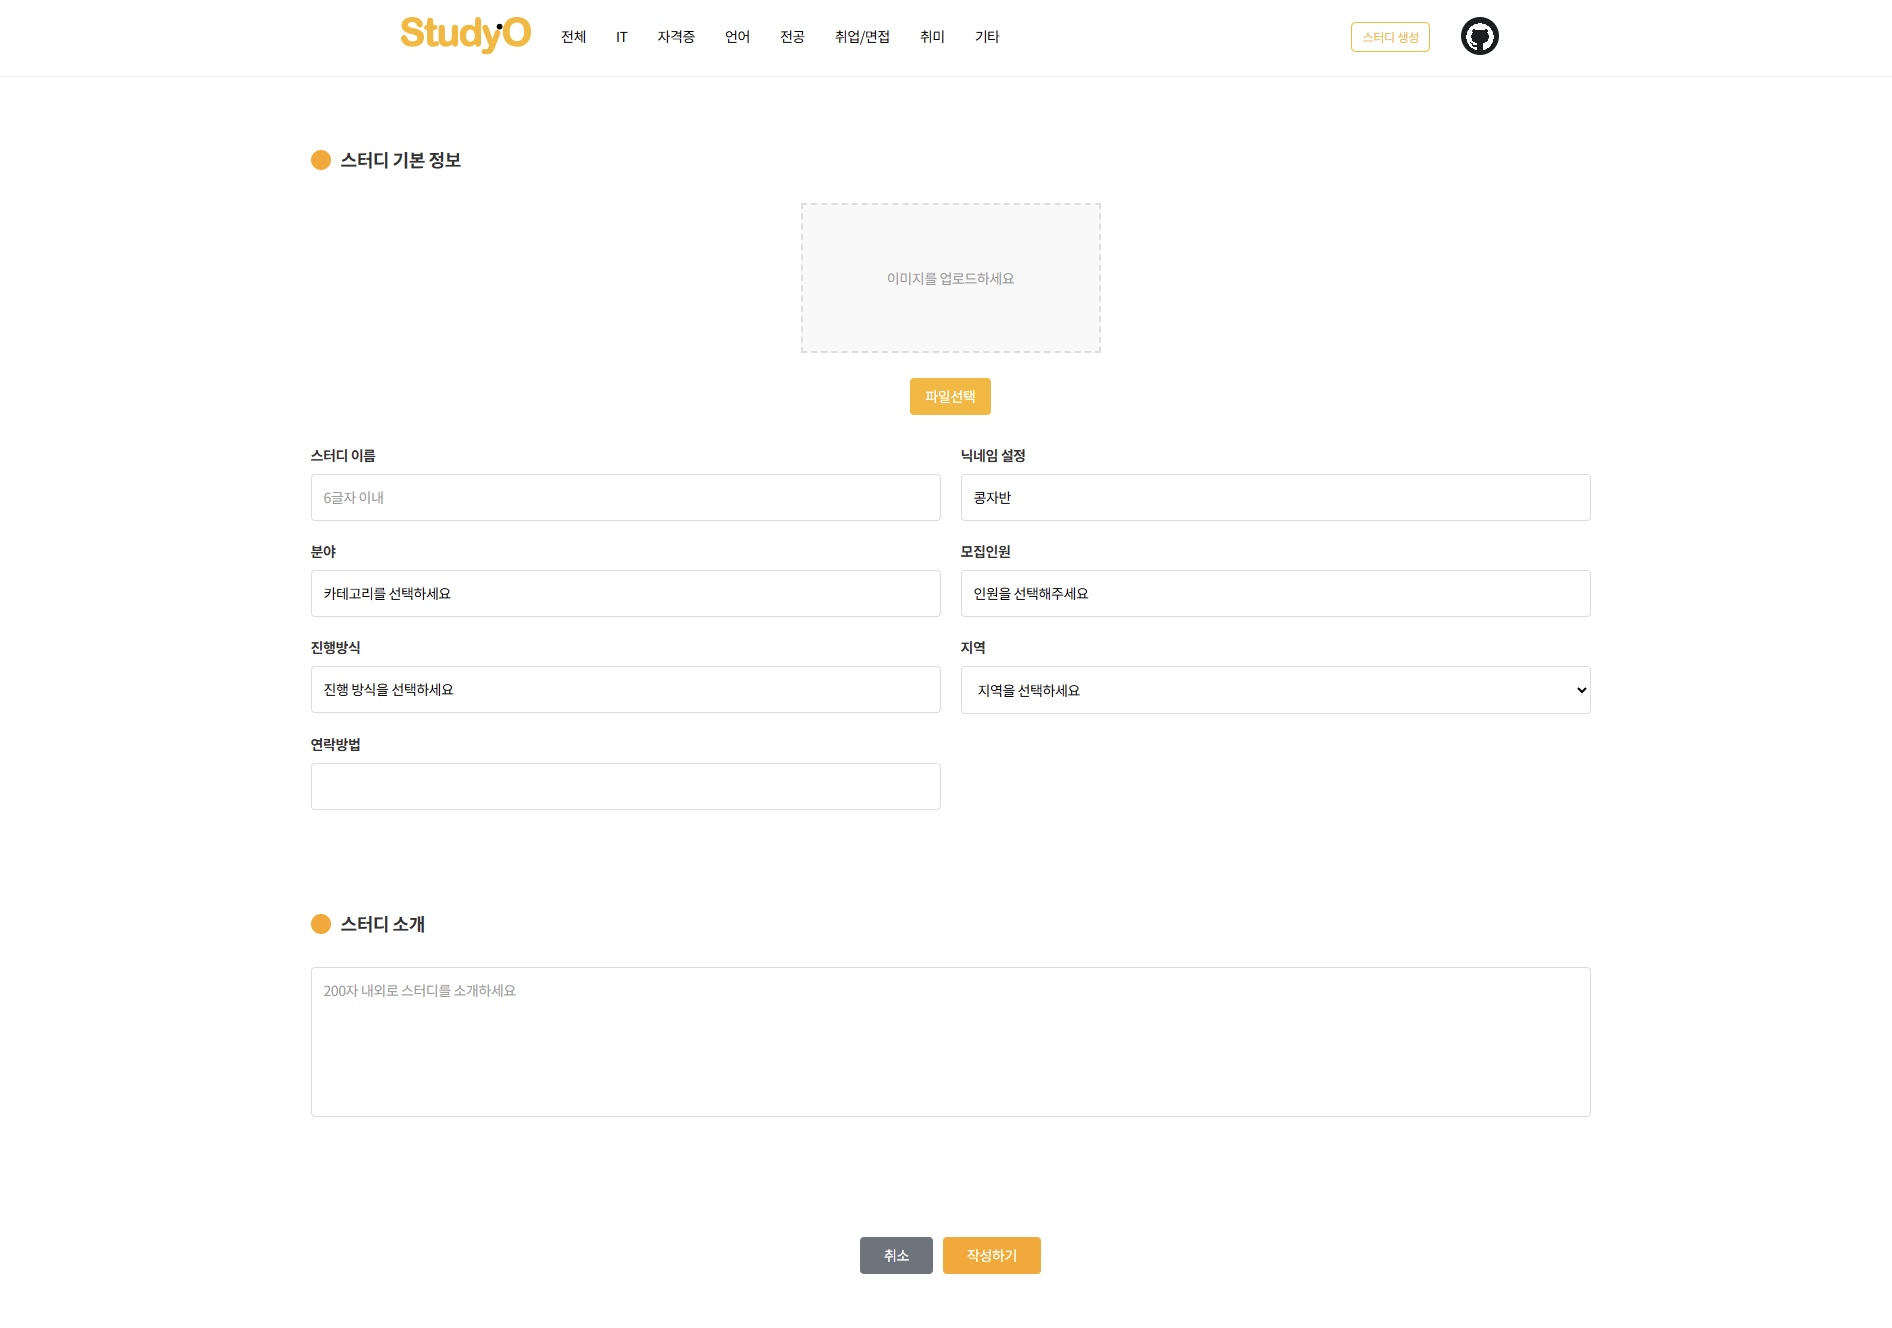 StudyO
전체 IT 자격증 언어 전공 취업/면접 취미 기타
스터디 생성
스터디 기본 정보
이미지를 업로드하세요
파일선택
스터디 이름
6글자 이내
닉네임 설정
콩자반
분야
카테고리를 선택하세요
모집인원
인원을 선택해주세요
진행방식
진행 방식을 선택하세요
지역
지역을 선택하세요
연락방법
스터디 소개
200자 내외로 스터디를 소개하세요
취소 작성하기